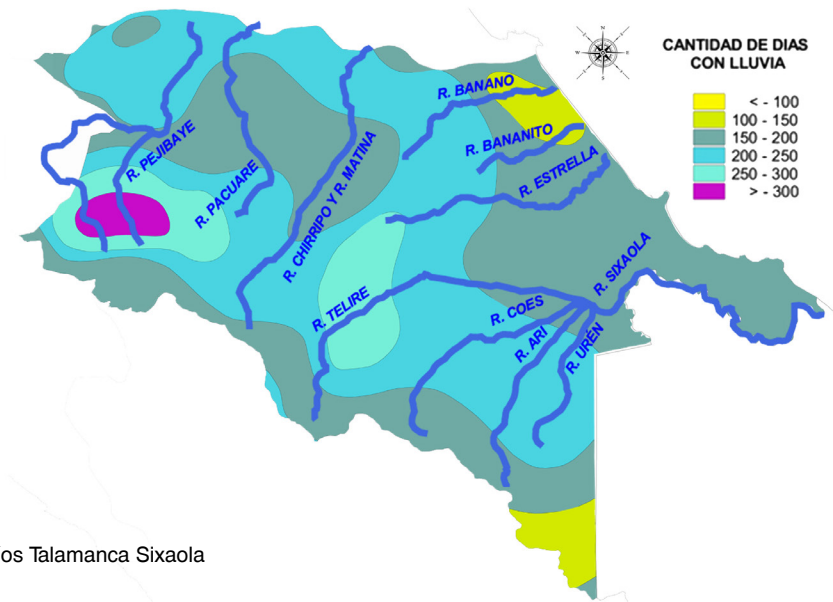 CANTIDAD DE DIAS
CON LLUVIA
< - 100
100 - 150
150 - 200
200 - 250
250 - 300
> - 300
R. BANANO
R. BANANITO
R. ESTRELLA
R. PEJIBAYE
R. PACUARE
R. CHIRRIPO Y R. MATINA
R. TELIRE
R. COES
R. ARI
R. URÉN
R. SIXAOLA
os Talamanca Sixaola
N
E
S